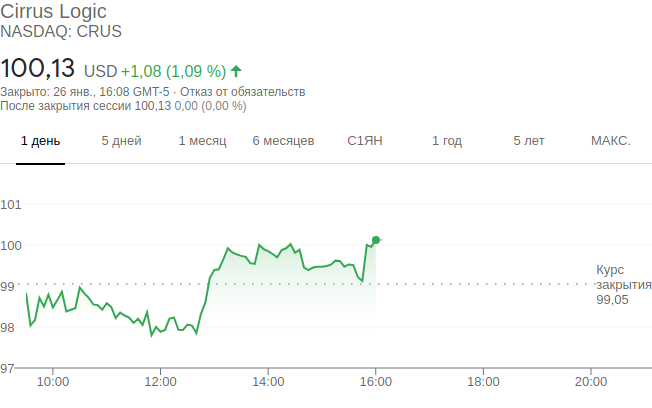 Cirrus Logic
NASDAQ: CRUS
100,13 USD +1,08 (1,09 %)
Закрыто: 26 янв., 16:08 GMT-5 · Отказ от обязательств
После закрытия сессии 100,13 0,00 (0,00 %)
1 день 5 дней 1 месяц 6 месяцев С1ЯН 1 год 5 лет МАКС.
101
100
99
98
97
Курс
закрытия
99,05
10:00 12:00 14:00 16:00 18:00 20:00